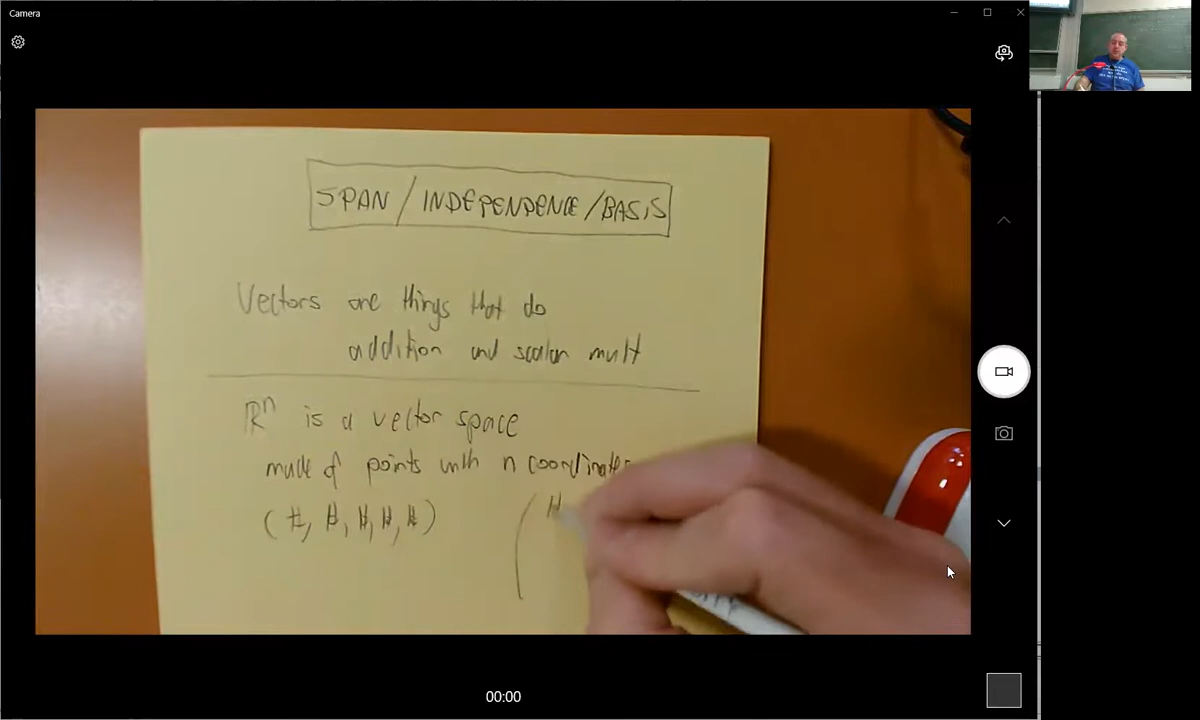 Camera
SPAN / INDEPENDENCE / BASIS
Vectors are things that do
addition and scalar mult
ℝⁿ is a vector space
made of points with n coordinates
(#, #, #, #, #)
( #
00:00